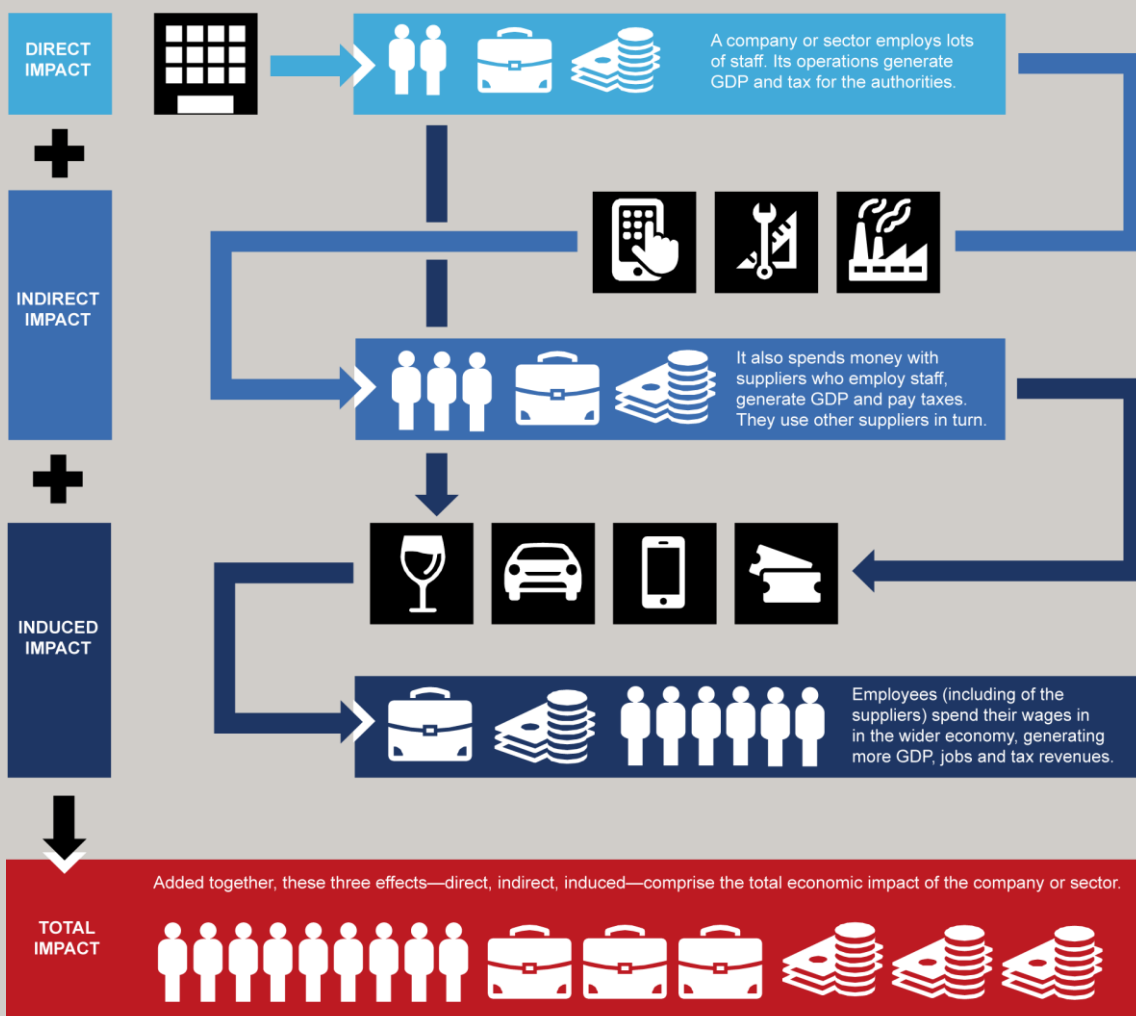 DIRECT
IMPACT
A company or sector employs lots
of staff. Its operations generate
GDP and tax for the authorities.
INDIRECT
IMPACT
It also spends money with
suppliers who employ staff,
generate GDP and pay taxes.
They use other suppliers in turn.
INDUCED
IMPACT
Employees (including of the
suppliers) spend their wages in
in the wider economy, generating
more GDP, jobs and tax revenues.
Added together, these three effects—direct, indirect, induced—comprise the total economic impact of the company or sector.
TOTAL
IMPACT